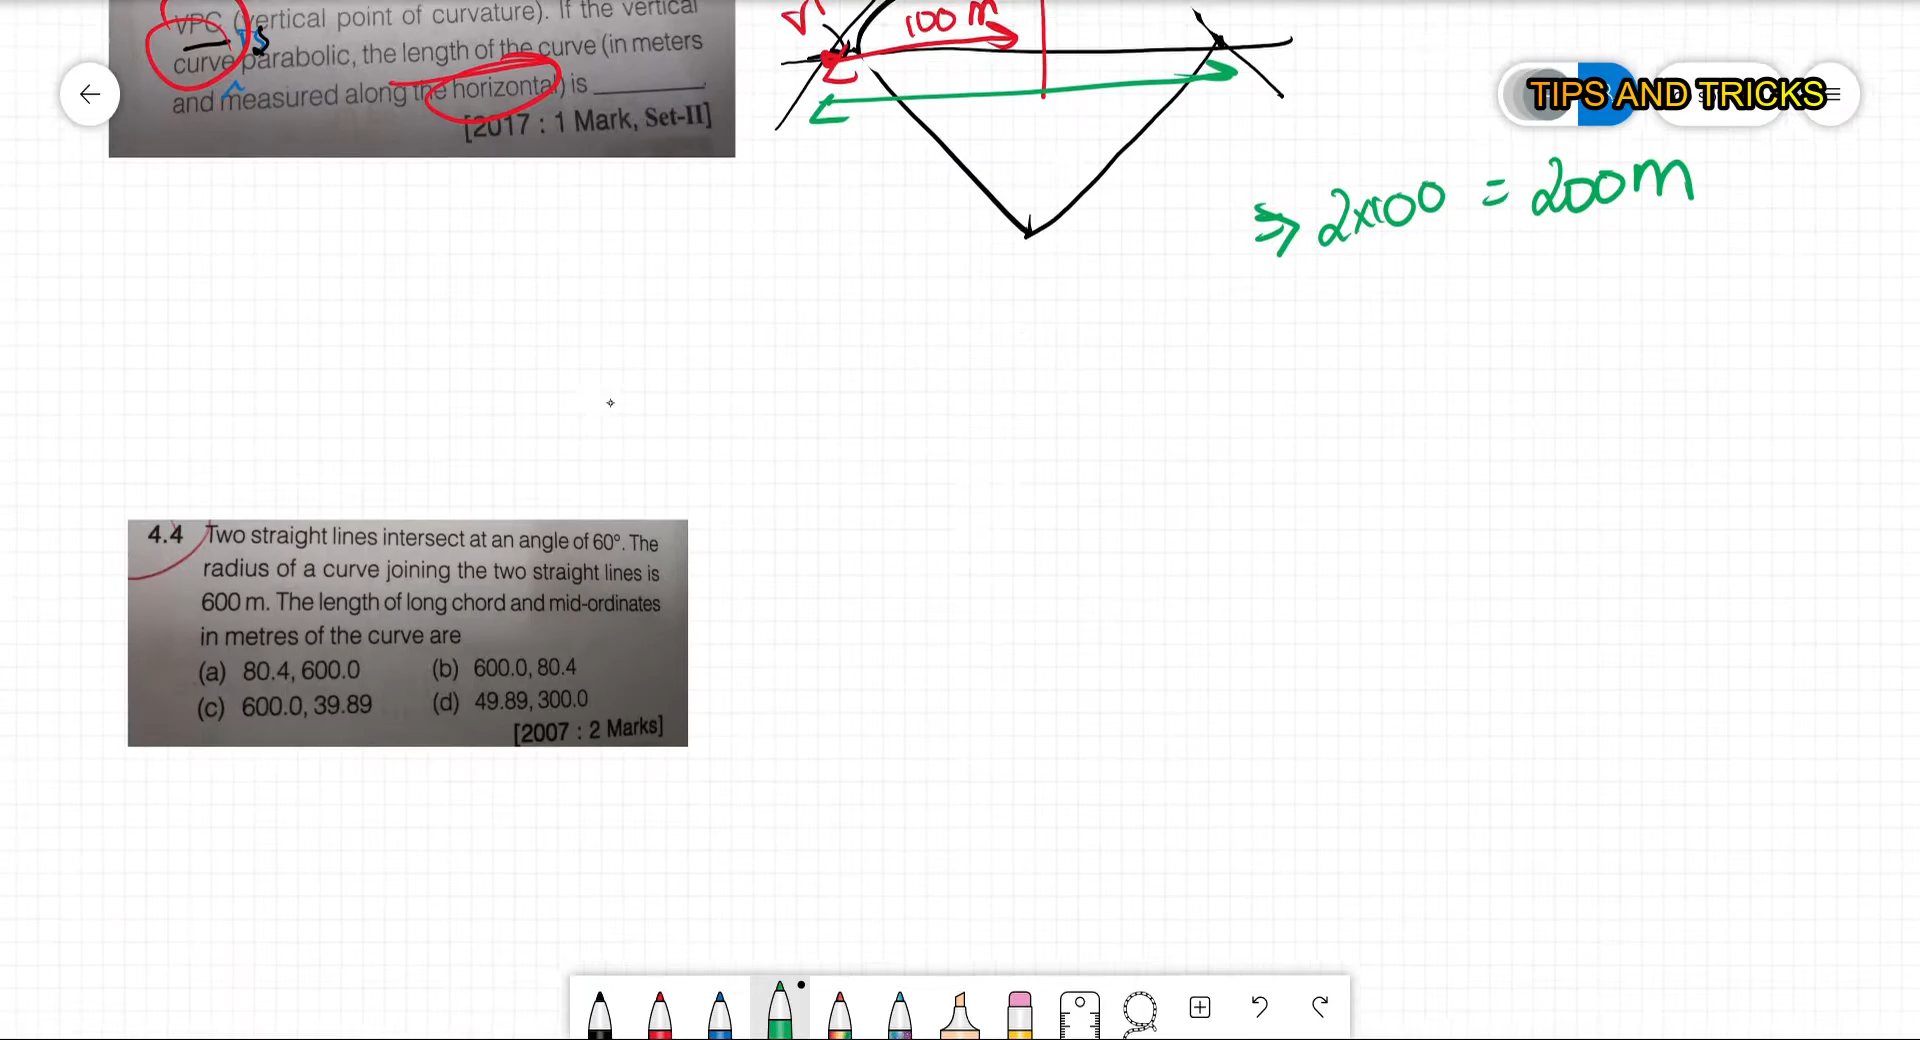 VPC (vertical point of curvature). If the vertical
curve parabolic, the length of the curve (in meters
and measured along the horizontal) is ______.
[2017 : 1 Mark, Set-II]
100 m
TIPS AND TRICKS
⇒ 2×100 = 200m
4.4 Two straight lines intersect at an angle of 60°. The
radius of a curve joining the two straight lines is
600 m. The length of long chord and mid-ordinates
in metres of the curve are
(a) 80.4, 600.0 (b) 600.0, 80.4
(c) 600.0, 39.89 (d) 49.89, 300.0
[2007 : 2 Marks]